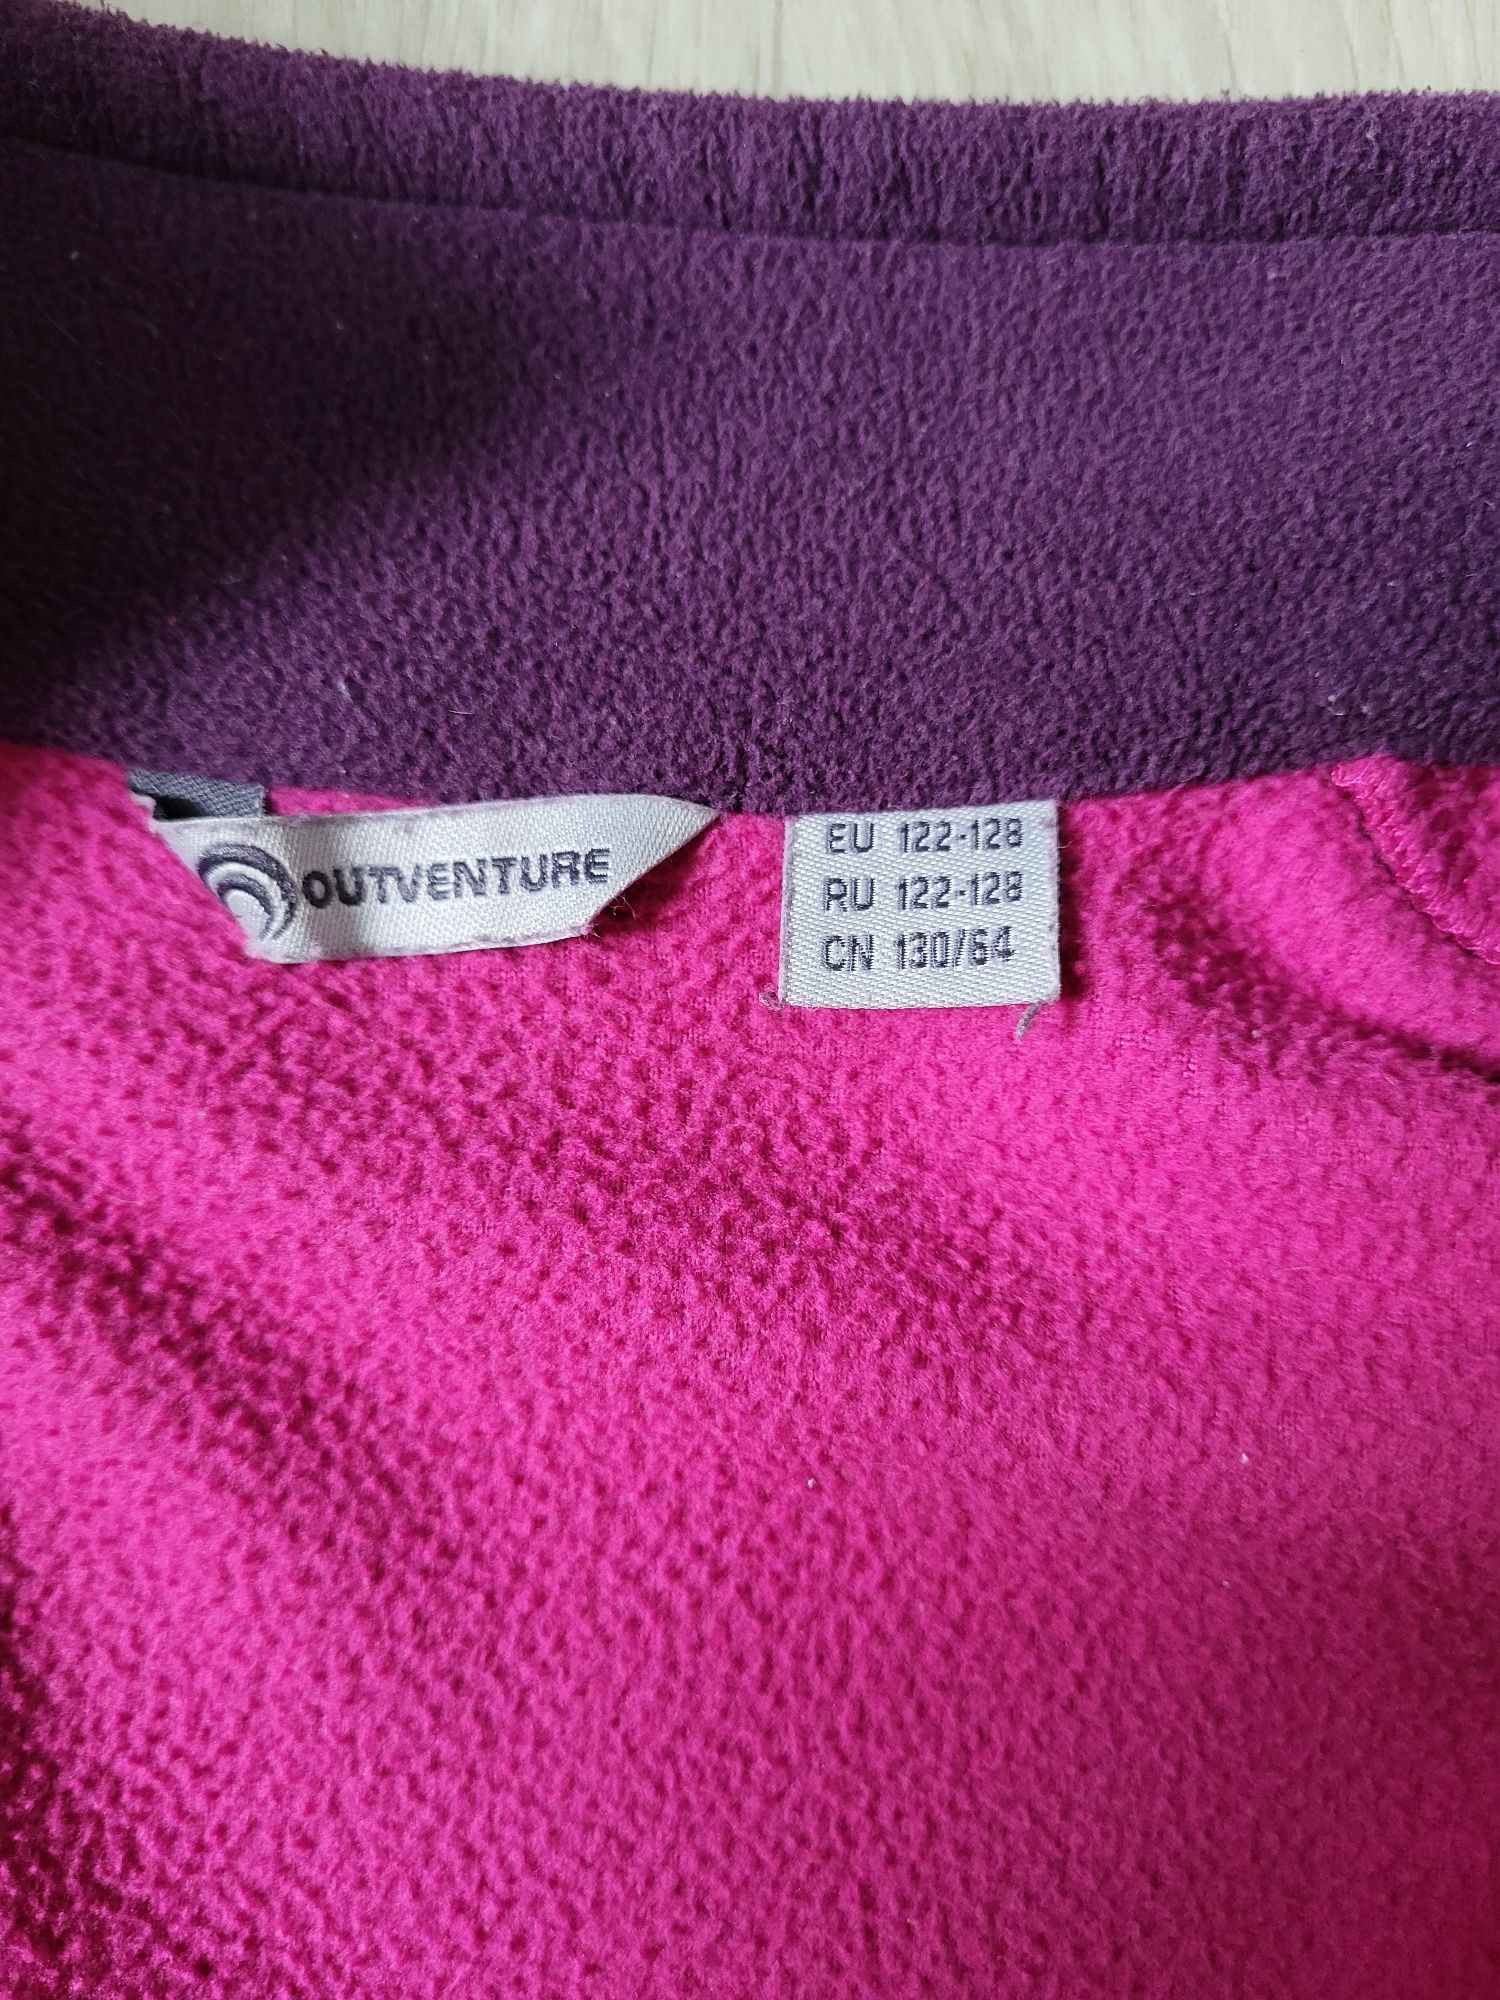 OUTVENTURE
EU 122-128
RU 122-128
CN 130/64